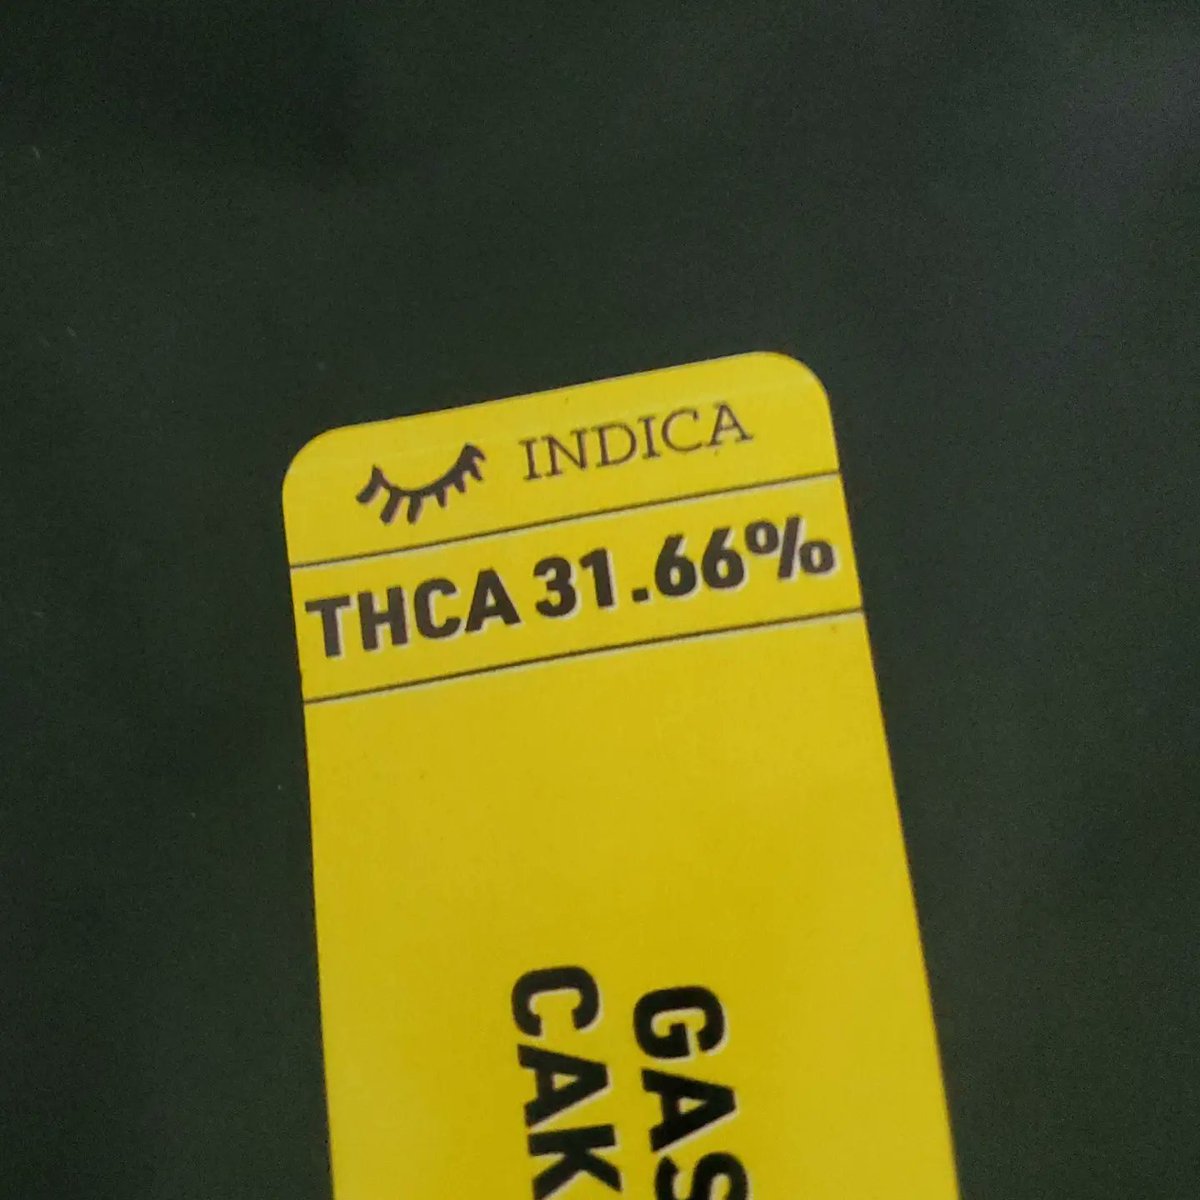 INDICA
THCA 31.66%
GAS
CAK